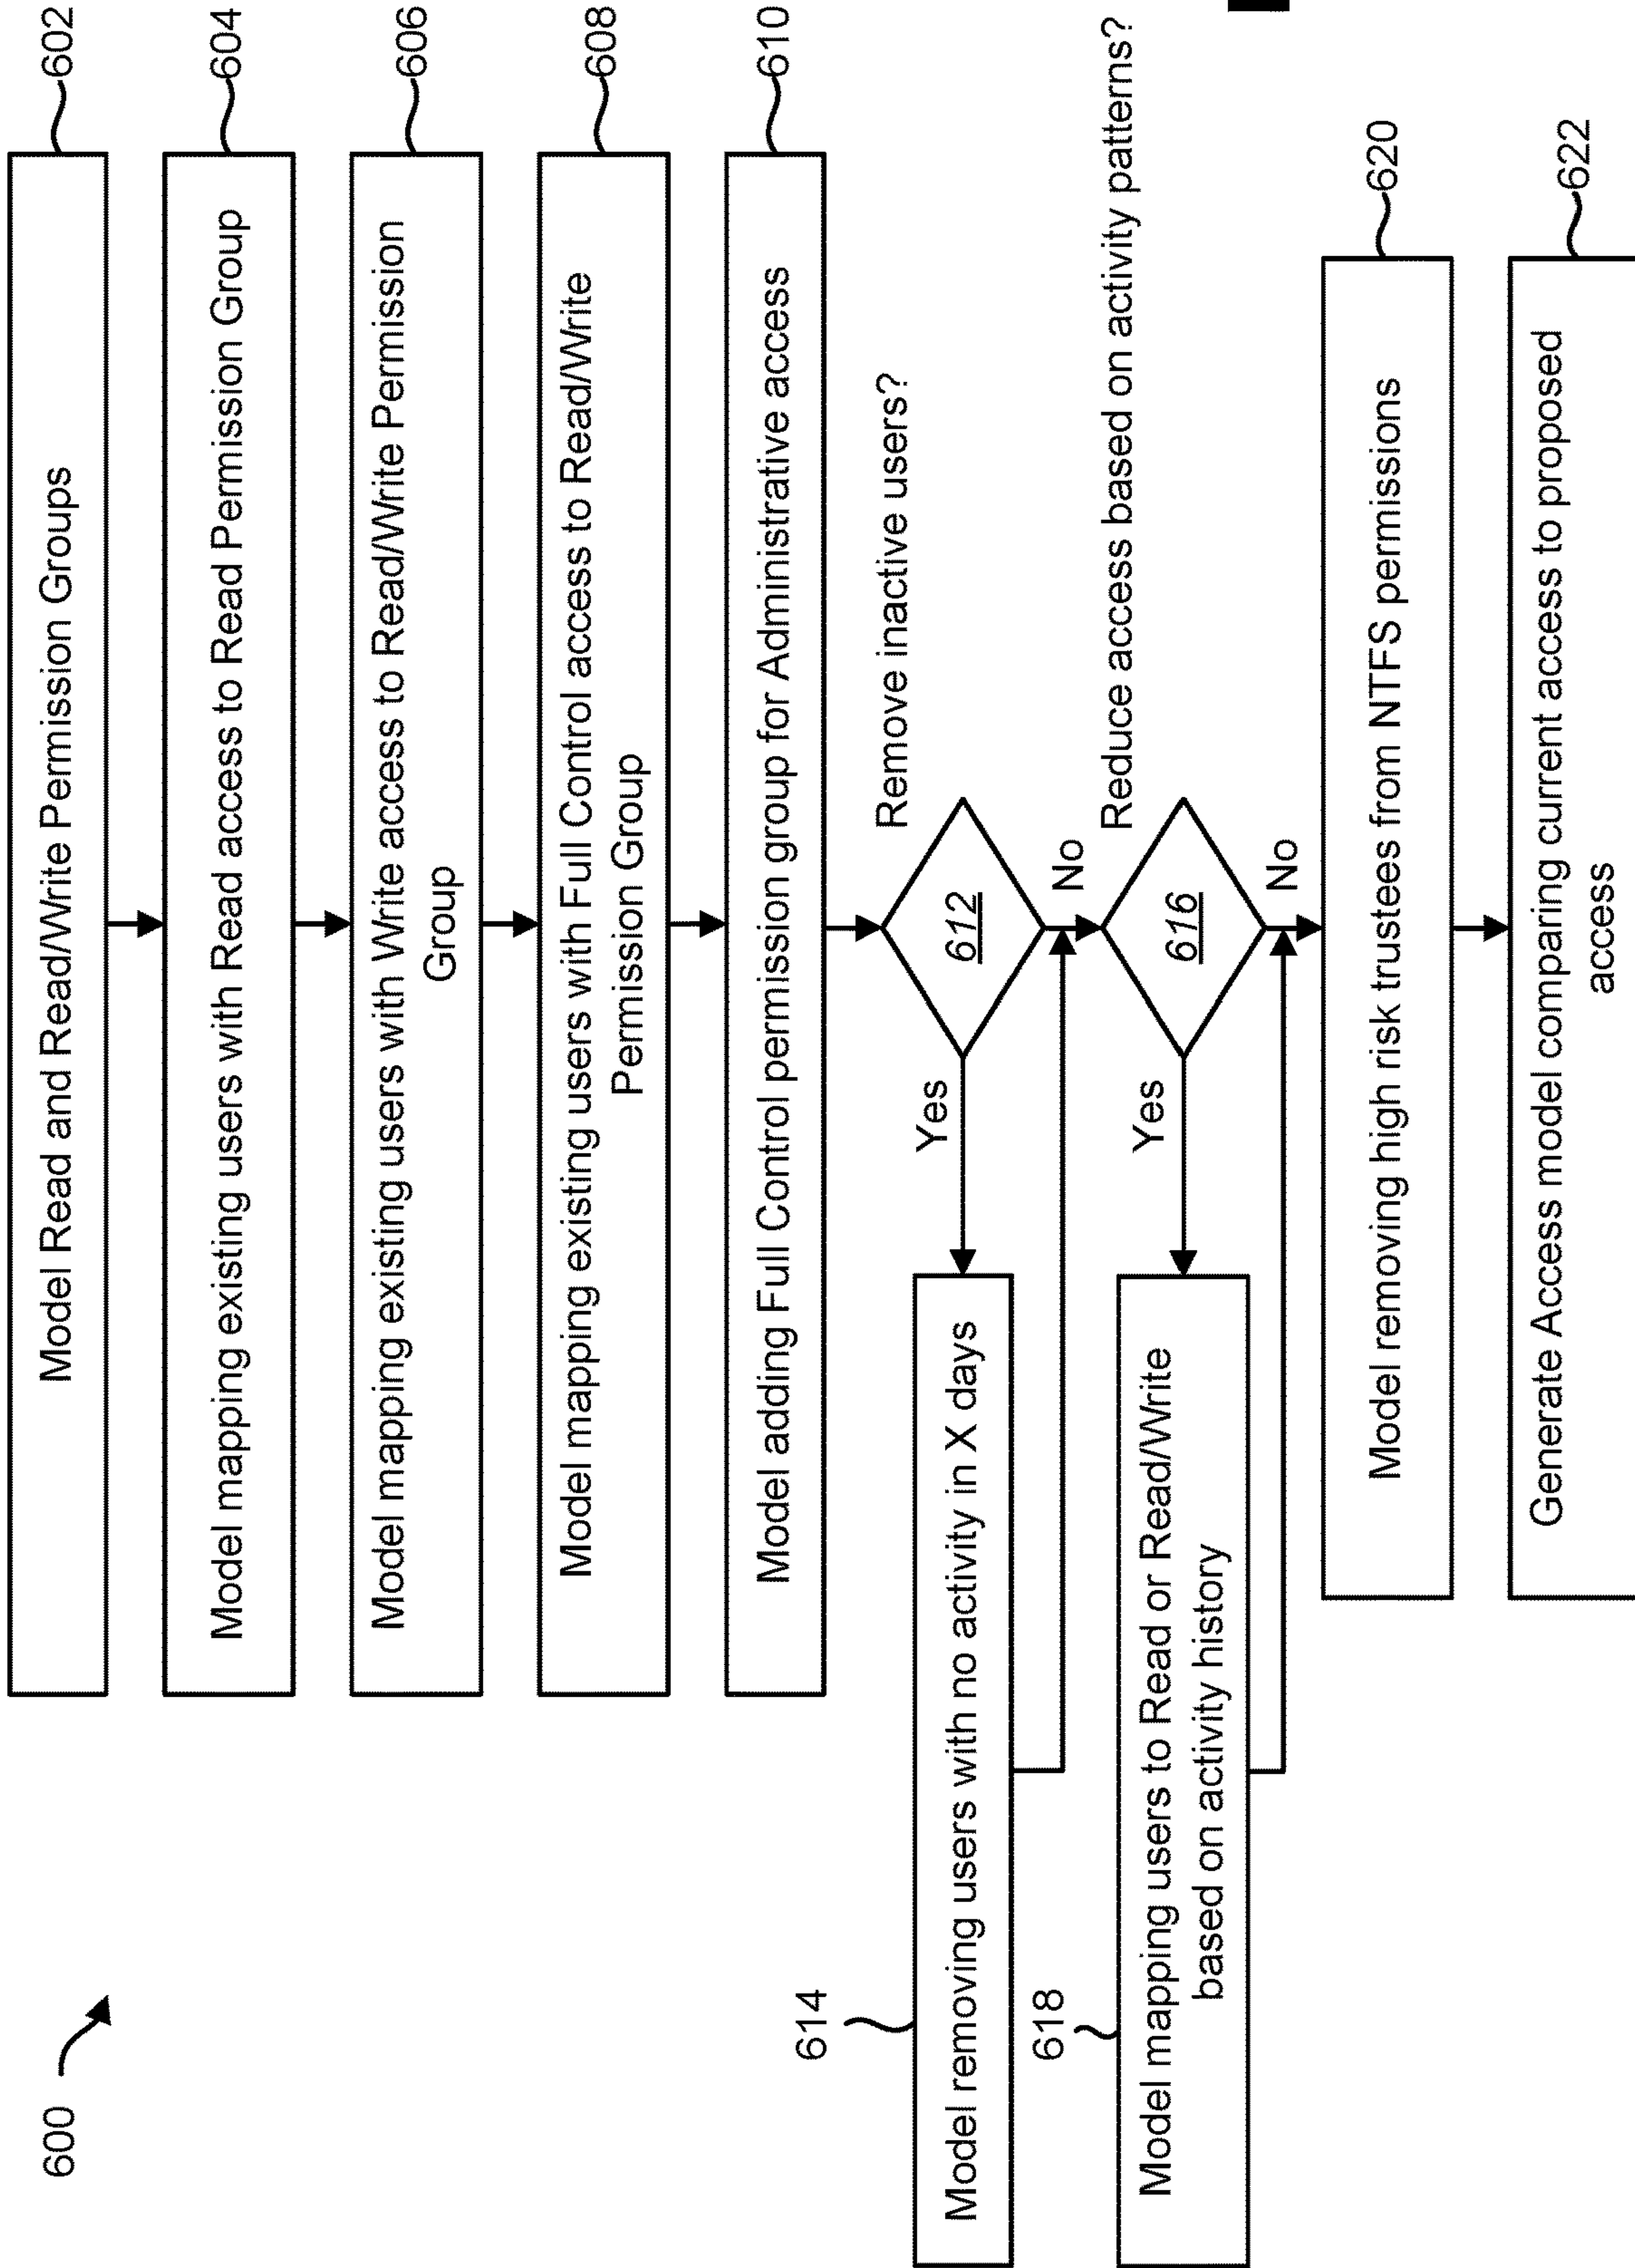 600
Model Read and Read/Write Permission Groups
602
Model mapping existing users with Read access to Read Permission Group
604
Model mapping existing users with Write access to Read/Write Permission
Group
606
Model mapping existing users with Full Control access to Read/Write
Permission Group
608
Model adding Full Control permission group for Administrative access
610
Remove inactive users?
612
Yes
No
614
Model removing users with no activity in X days
Reduce access based on activity patterns?
616
Yes
No
618
Model mapping users to Read or Read/Write
based on activity history
Model removing high risk trustees from NTFS permissions
620
Generate Access model comparing current access to proposed
access
622